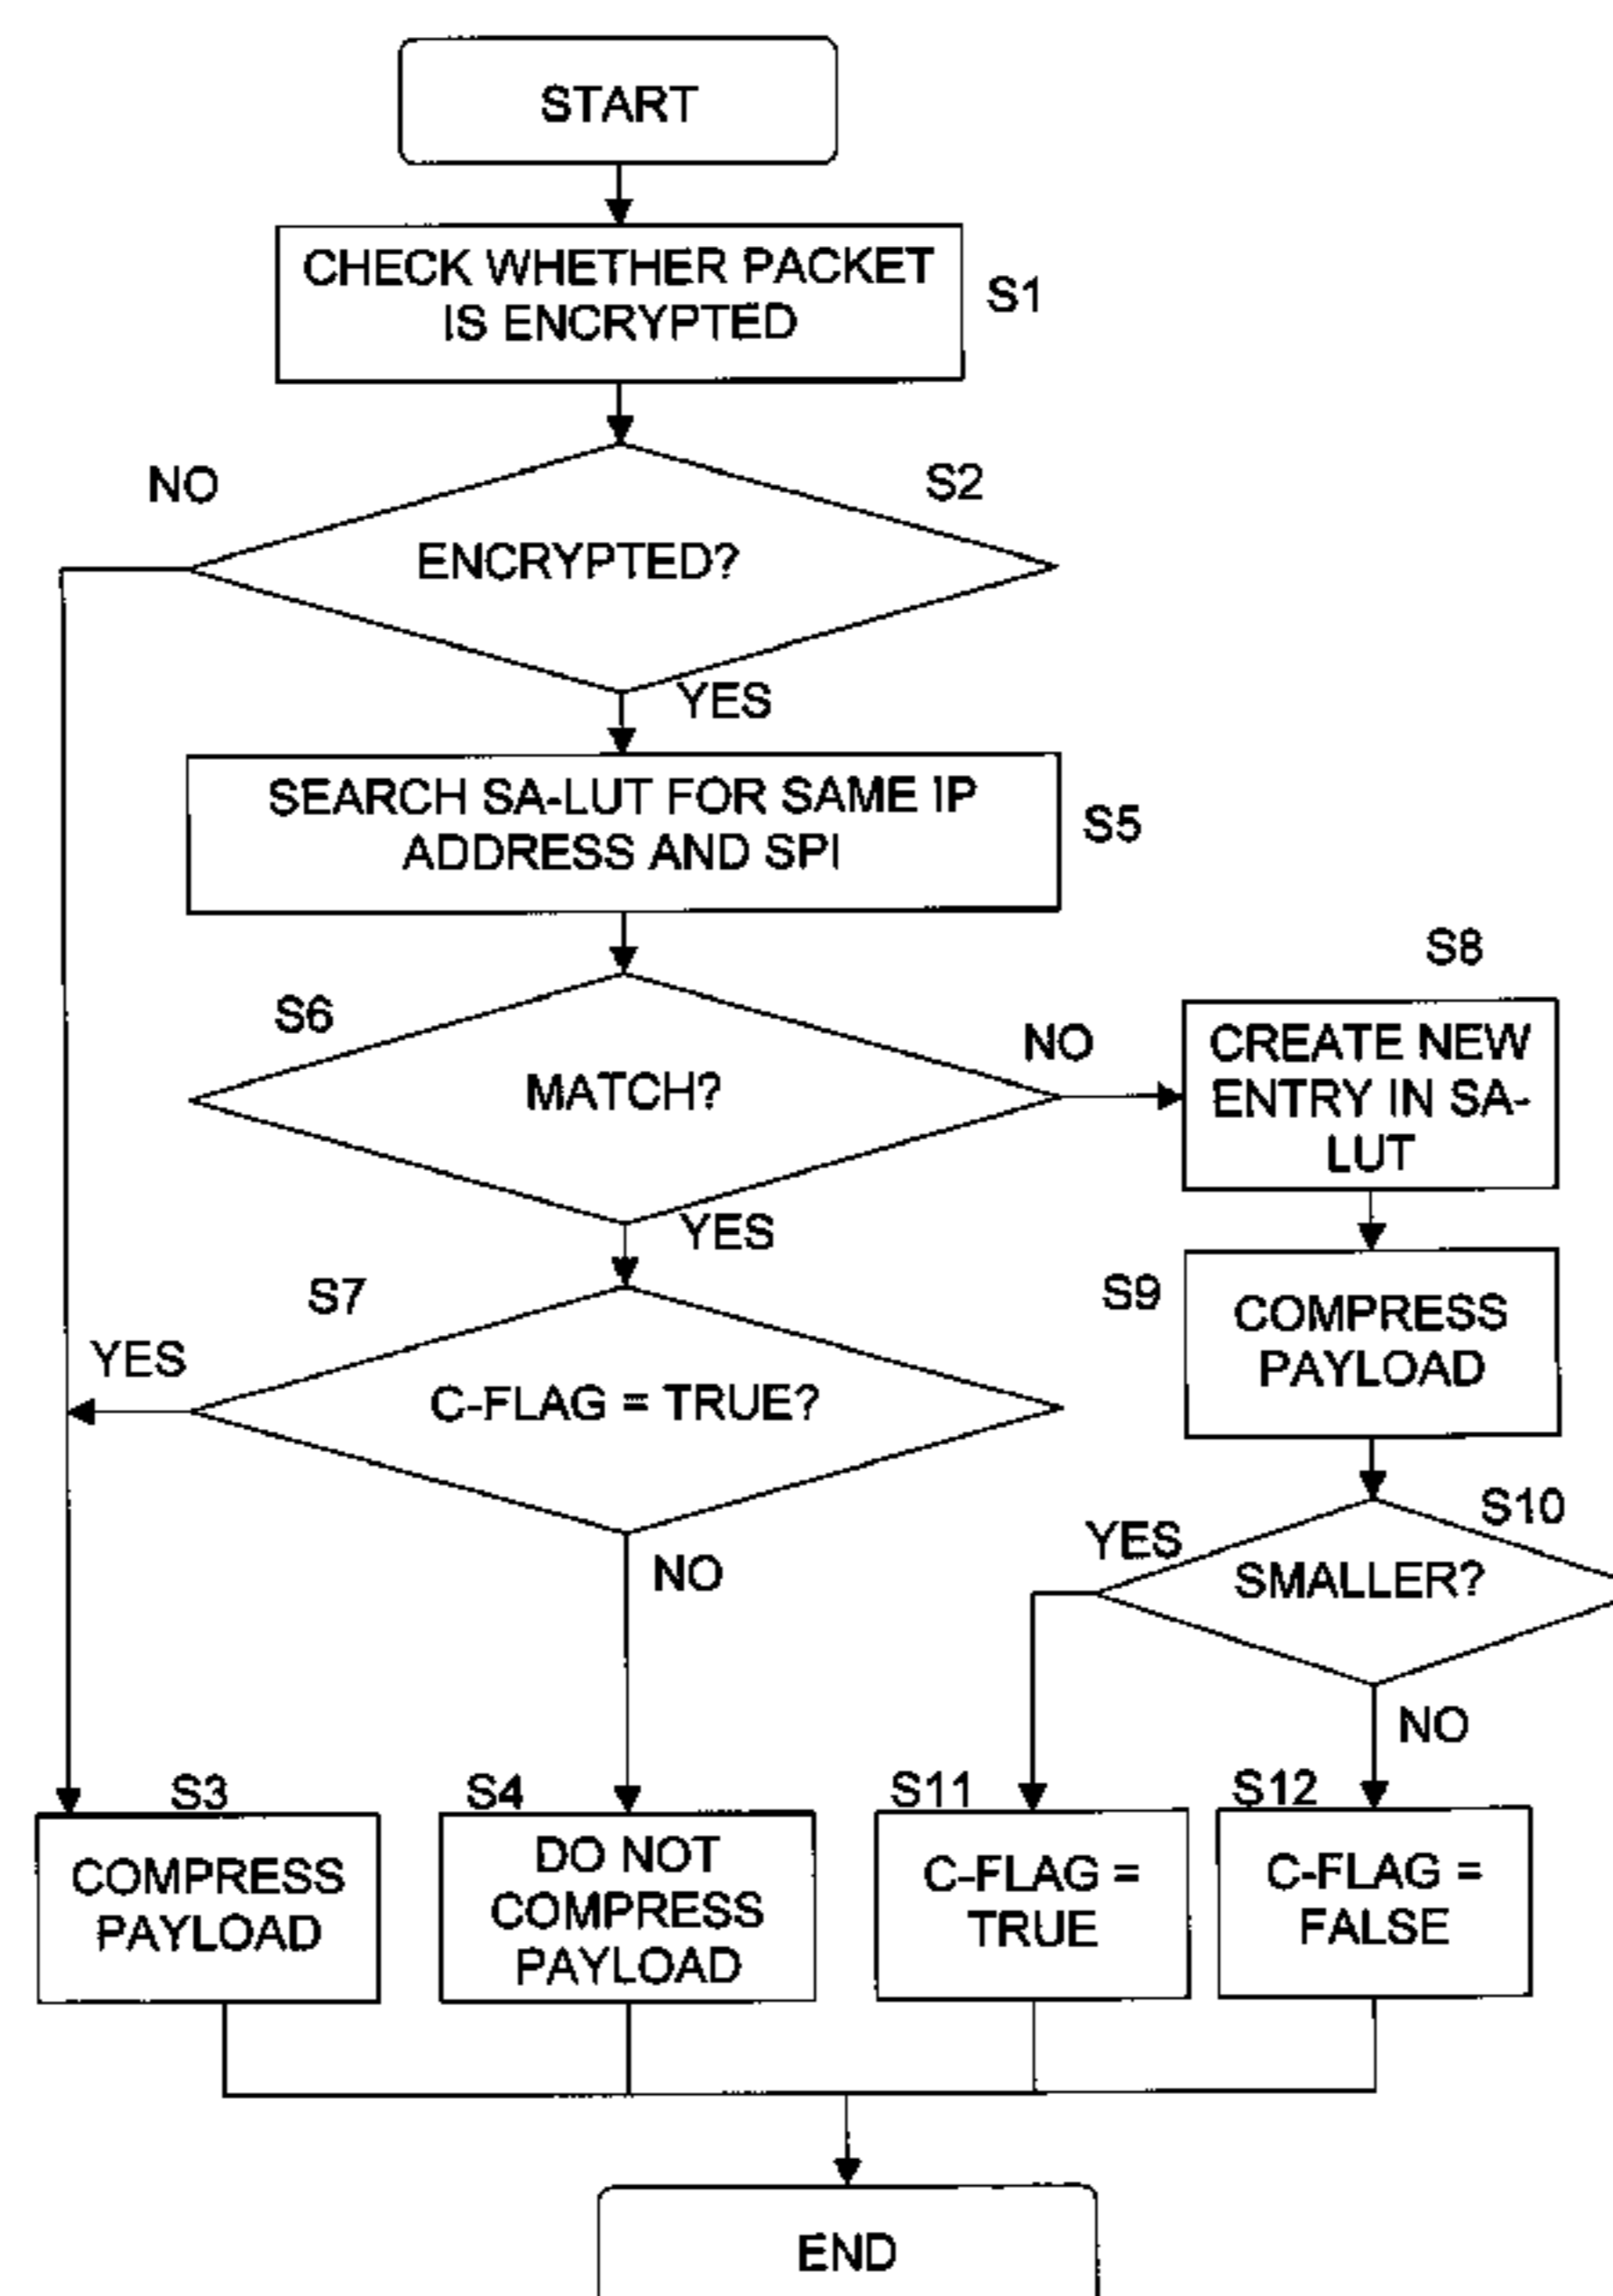 START
CHECK WHETHER PACKET
IS ENCRYPTED
S1
NO
S2
ENCRYPTED?
YES
SEARCH SA-LUT FOR SAME IP
ADDRESS AND SPI
S5
S6
MATCH?
NO
S8
CREATE NEW
ENTRY IN SA-
LUT
YES
S7
S9
COMPRESS
PAYLOAD
YES
C-FLAG = TRUE?
NO
S10
YES
SMALLER?
NO
S3
COMPRESS
PAYLOAD
S4
DO NOT
COMPRESS
PAYLOAD
S11
C-FLAG =
TRUE
S12
C-FLAG =
FALSE
END